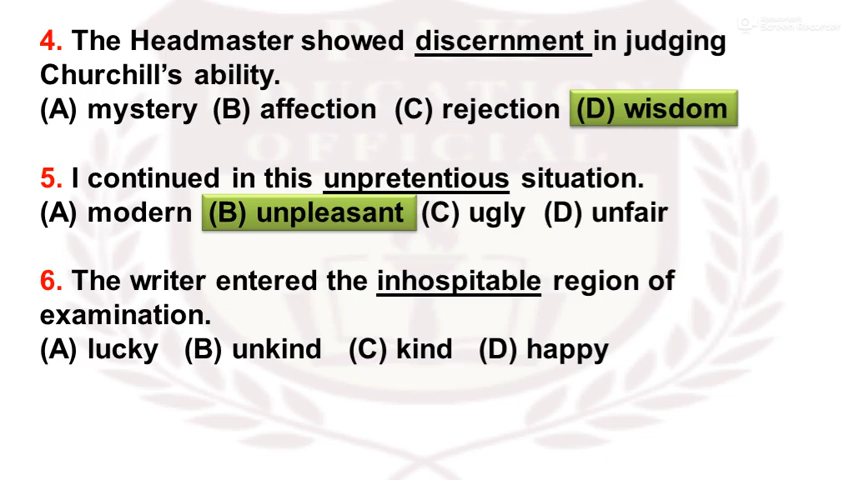 4. The Headmaster showed discernment in judging
Churchill's ability.
(A) mystery (B) affection (C) rejection (D) wisdom
5. I continued in this unpretentious situation.
(A) modern (B) unpleasant (C) ugly (D) unfair
6. The writer entered the inhospitable region of
examination.
(A) lucky (B) unkind (C) kind (D) happy
OFFICIAL